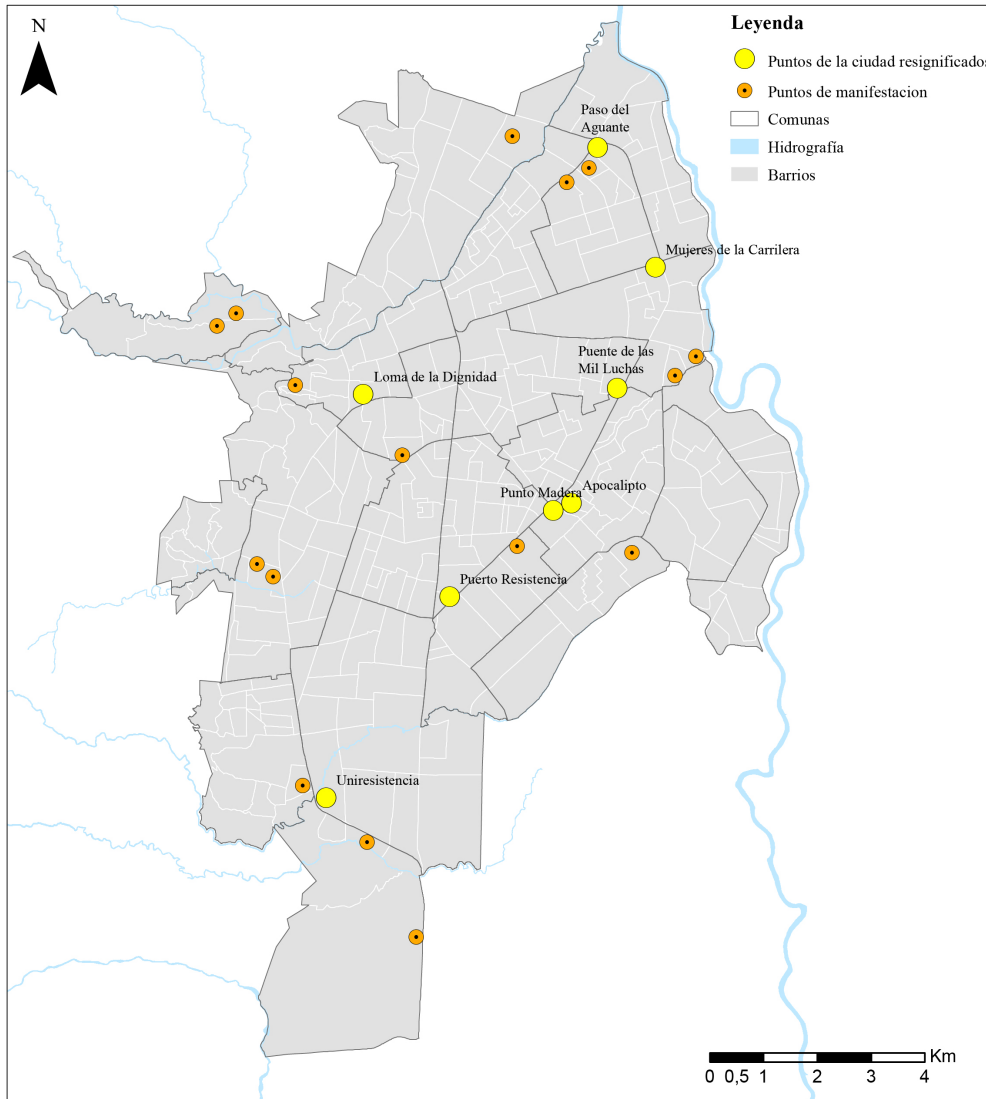 N
Leyenda
Puntos de la ciudad resignificados
Puntos de manifestacion
Comunas
Hidrografía
Barrios
Paso del
Aguante
Mujeres de la Carrilera
Puente de las
Mil Luchas
Loma de la Dignidad
Punto Madera
Apocalipto
Puerto Resistencia
Uniresistencia
Km
0 0,5 1 2 3 4